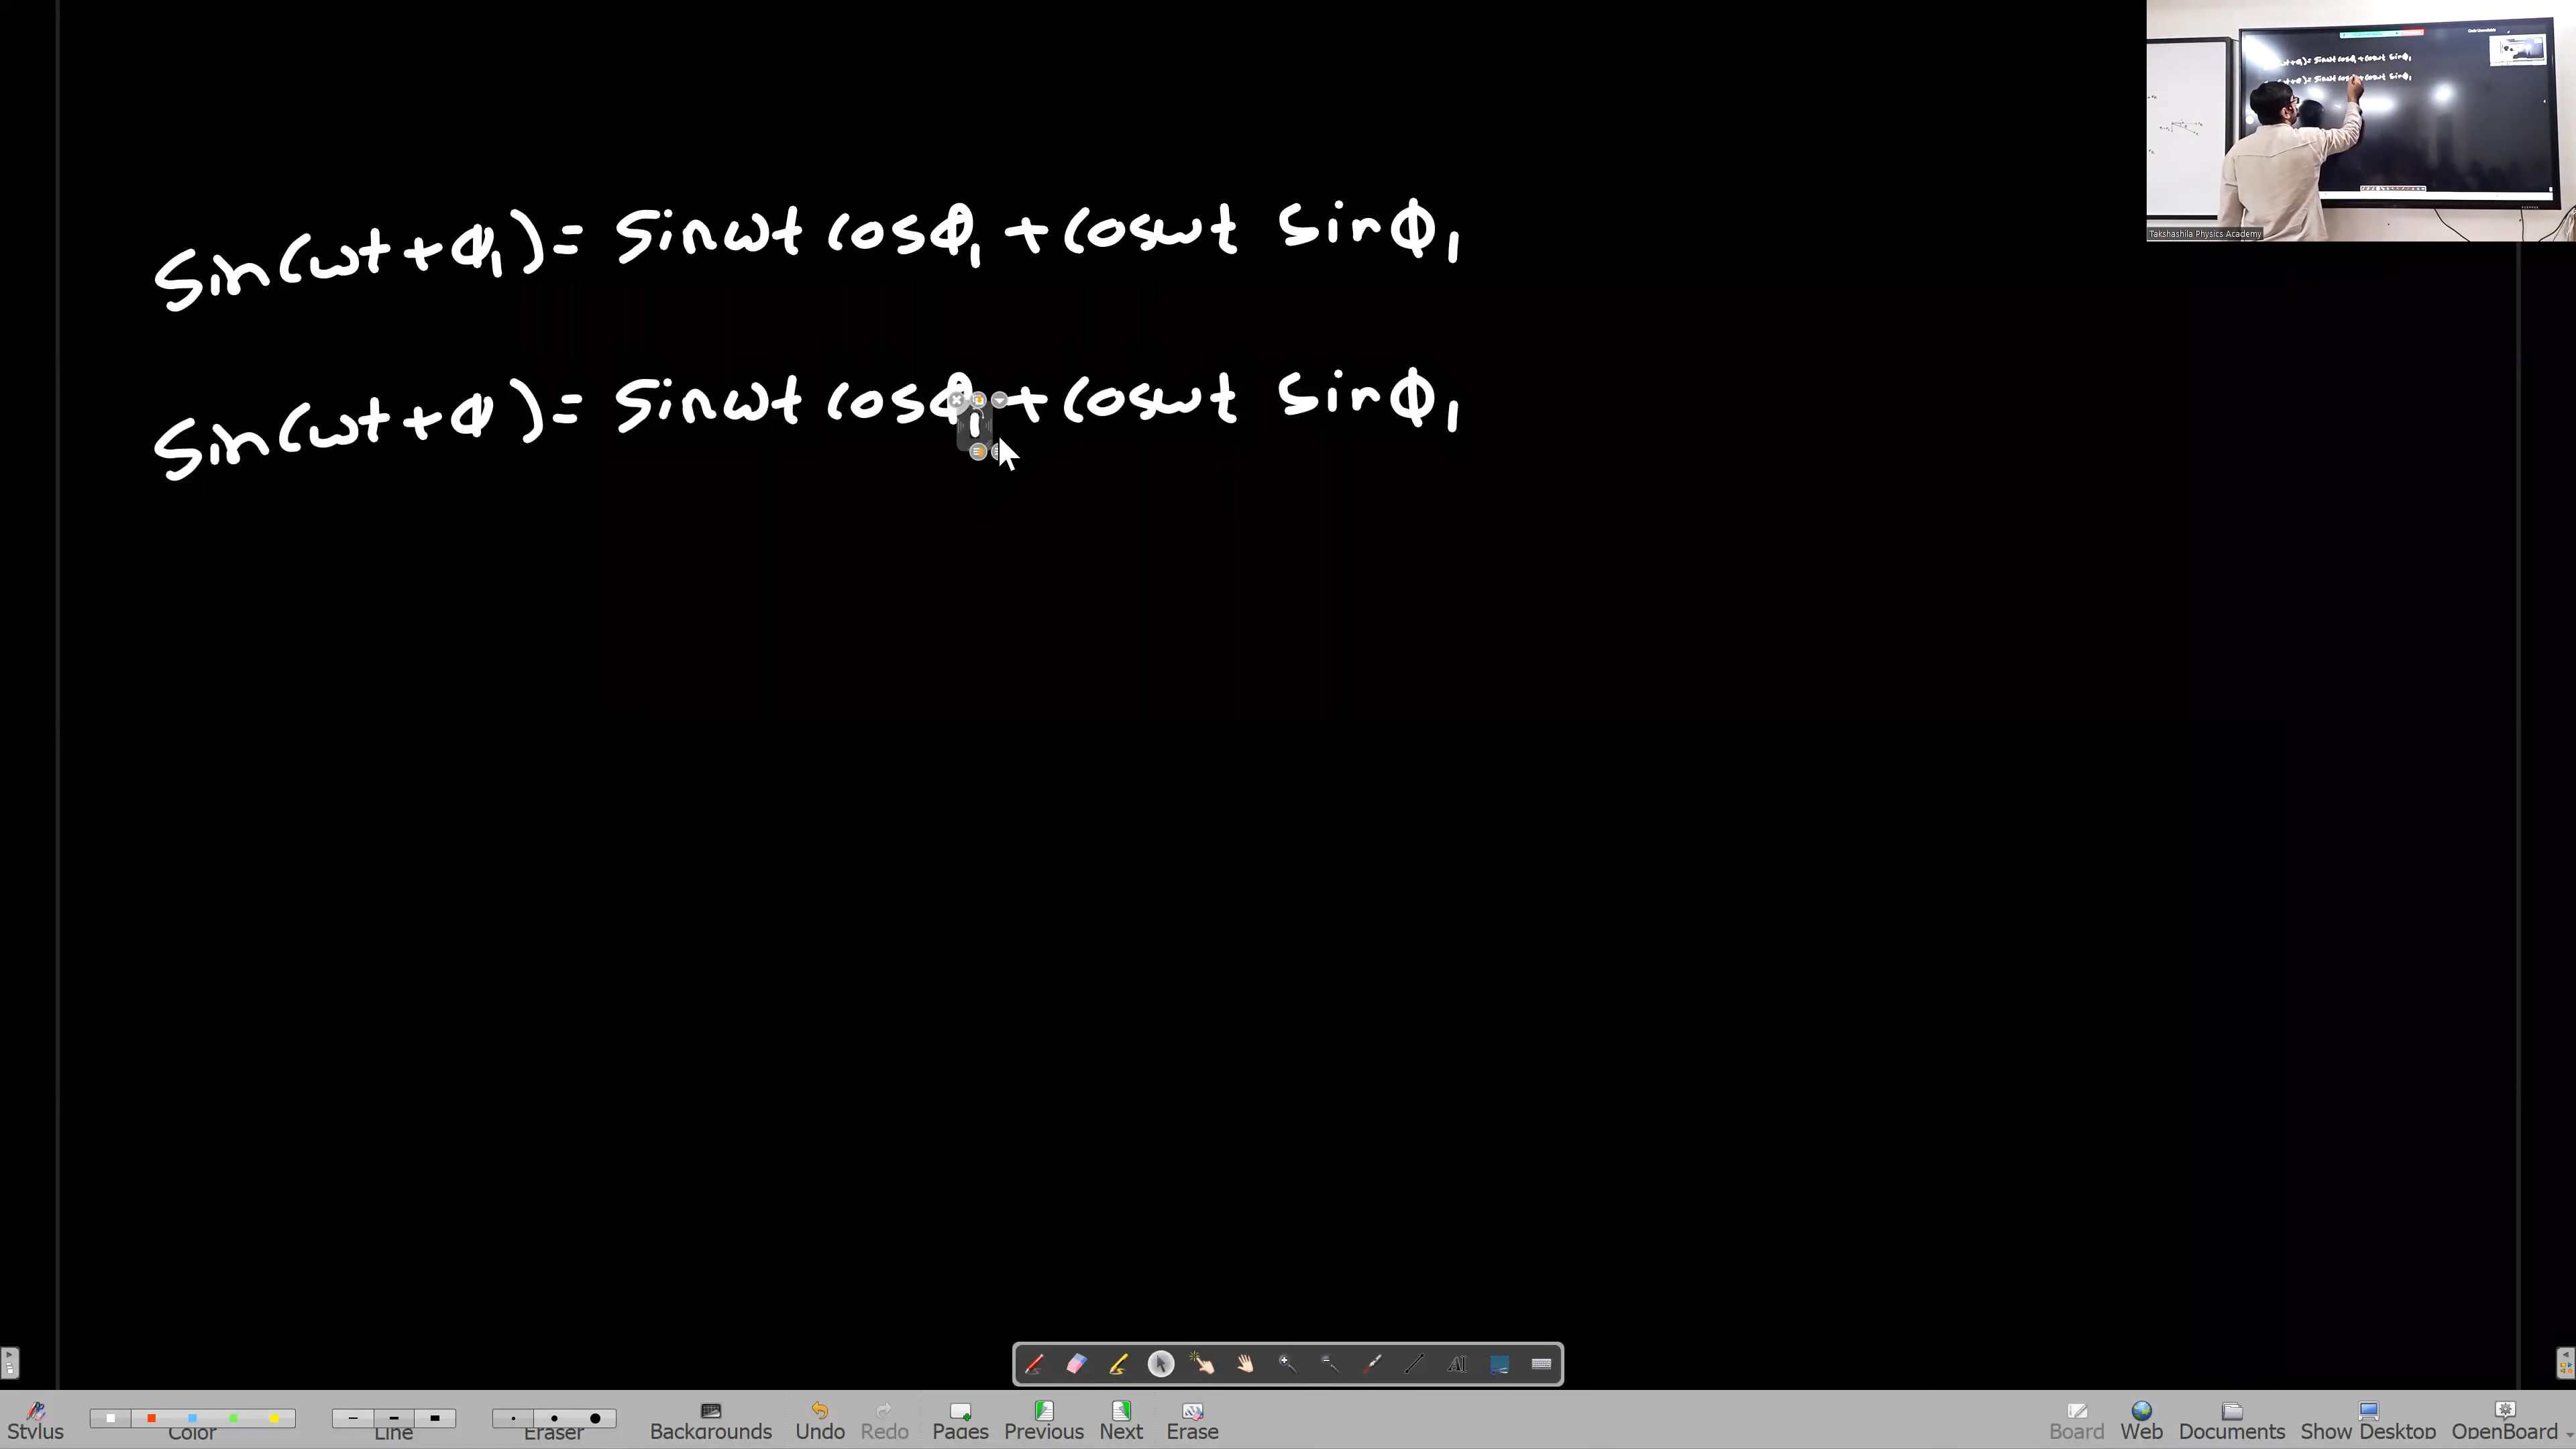 Sin(ωt+Φ₁)= Sinωt cosΦ₁ +Cosωt SinΦ₁
Sin(ωt+Φ )= Sinωt cosΦ₁ +Cosωt SinΦ₁
Takshashila Physics Academy
Stylus Color Line Eraser Backgrounds Undo Redo Pages Previous Next Erase Board Web Documents Show Desktop OpenBoard